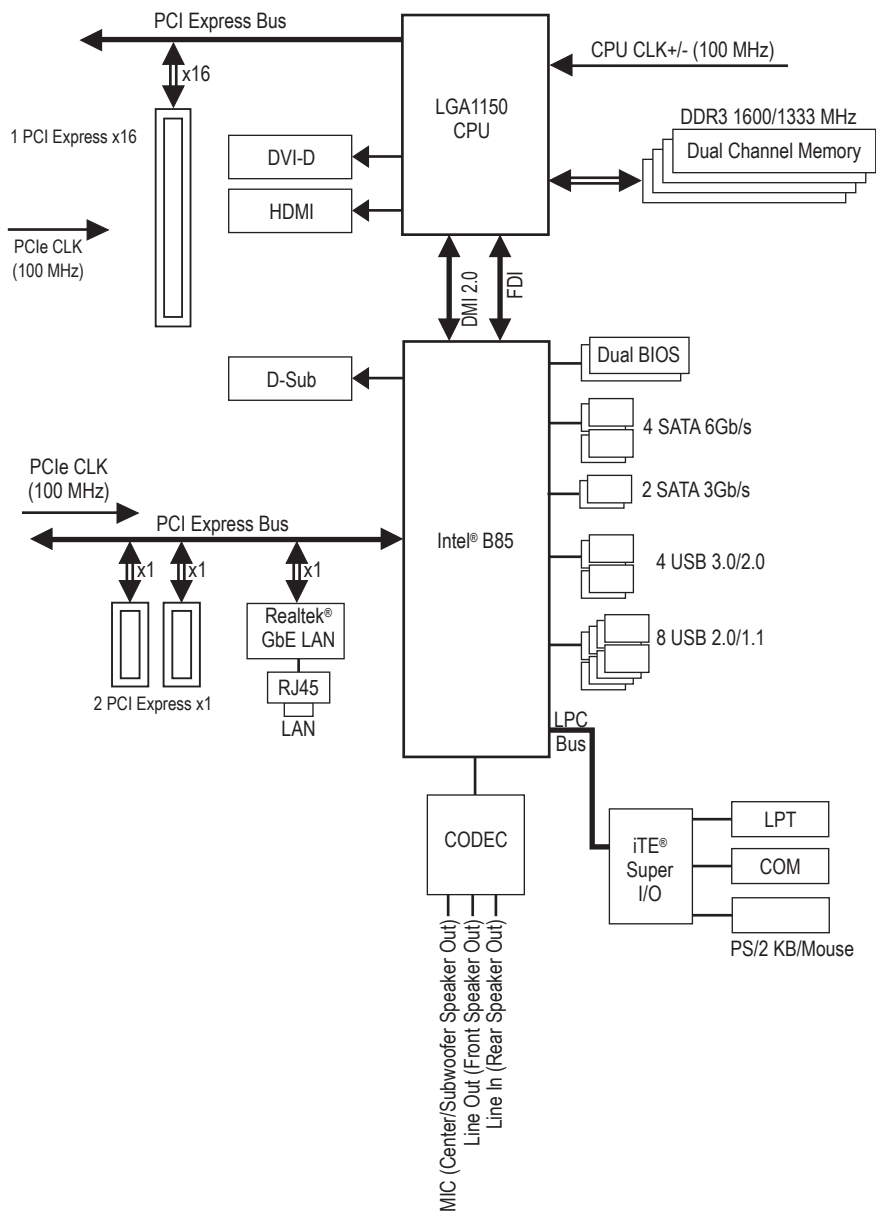 PCI Express Bus
x16
1 PCI Express x16
PCIe CLK
(100 MHz)
LGA1150
CPU
CPU CLK+/- (100 MHz)
DDR3 1600/1333 MHz
Dual Channel Memory
DVI-D
HDMI
DMI 2.0
FDI
D-Sub
Dual BIOS
4 SATA 6Gb/s
2 SATA 3Gb/s
4 USB 3.0/2.0
8 USB 2.0/1.1
Intel® B85
PCIe CLK
(100 MHz)
PCI Express Bus
x1
x1
x1
2 PCI Express x1
Realtek®
GbE LAN
RJ45
LAN
LPC
Bus
CODEC
iTE®
Super
I/O
LPT
COM
PS/2 KB/Mouse
MIC (Center/Subwoofer Speaker Out)
Line Out (Front Speaker Out)
Line In (Rear Speaker Out)